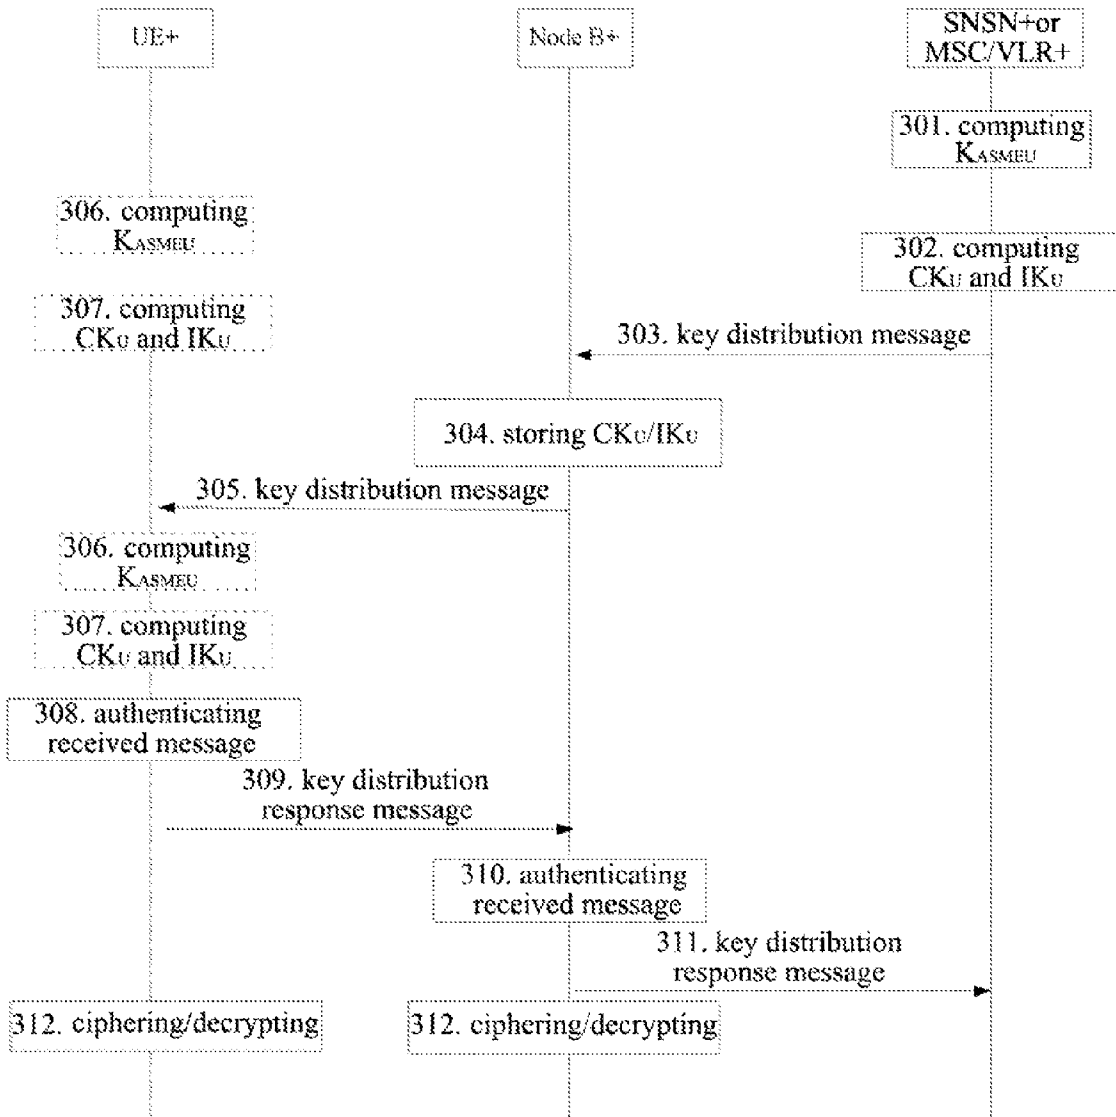 UE+
Node B+
SNSN+or
MSC/VLR+
301. computing
KASMEU
306. computing
KASMEU
302. computing
CKU and IKU
307. computing
CKU and IKU
303. key distribution message
304. storing CKU/IKU
305. key distribution message
306. computing
KASMEU
307. computing
CKU and IKU
308. authenticating
received message
309. key distribution
response message
310. authenticating
received message
311. key distribution
response message
312. ciphering/decrypting
312. ciphering/decrypting